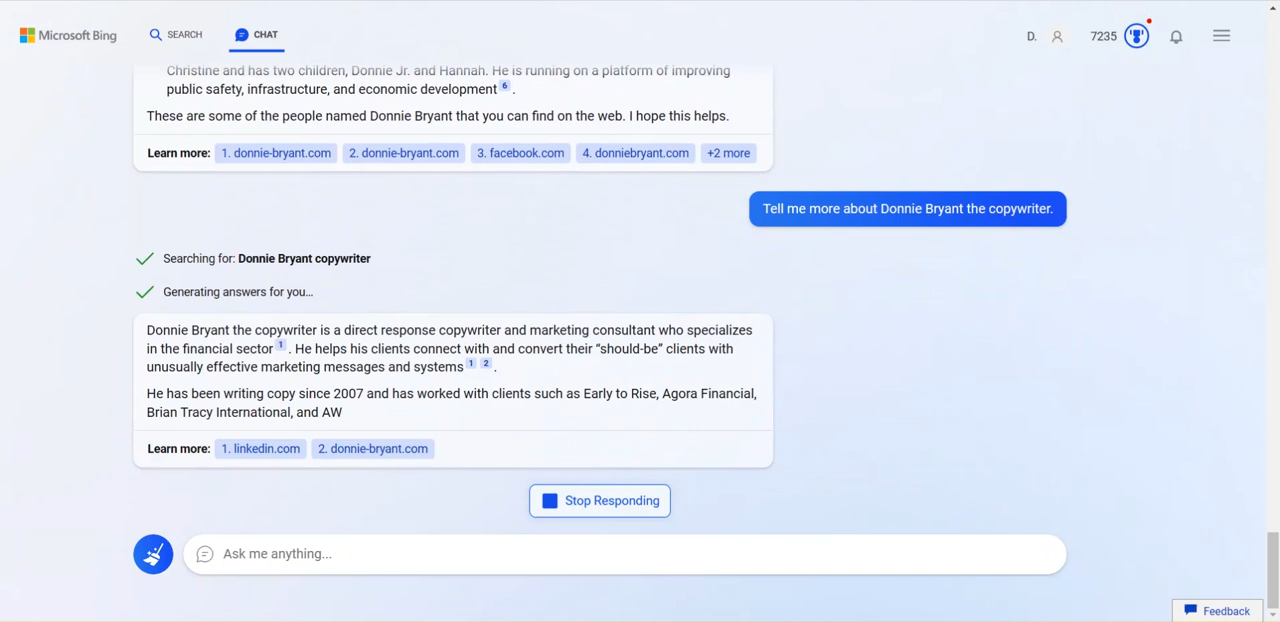 Microsoft Bing
SEARCH
CHAT
D.
7235
Christine and has two children, Donnie Jr. and Hannah. He is running on a platform of improving
public safety, infrastructure, and economic development 6 .
These are some of the people named Donnie Bryant that you can find on the web. I hope this helps.
Learn more: 1. donnie-bryant.com 2. donnie-bryant.com 3. facebook.com 4. donniebryant.com +2 more
Tell me more about Donnie Bryant the copywriter.
Searching for: Donnie Bryant copywriter
Generating answers for you...
Donnie Bryant the copywriter is a direct response copywriter and marketing consultant who specializes
in the financial sector 1 . He helps his clients connect with and convert their “should-be” clients with
unusually effective marketing messages and systems 1 2 .
He has been writing copy since 2007 and has worked with clients such as Early to Rise, Agora Financial,
Brian Tracy International, and AW
Learn more: 1. linkedin.com 2. donnie-bryant.com
Stop Responding
Ask me anything...
Feedback